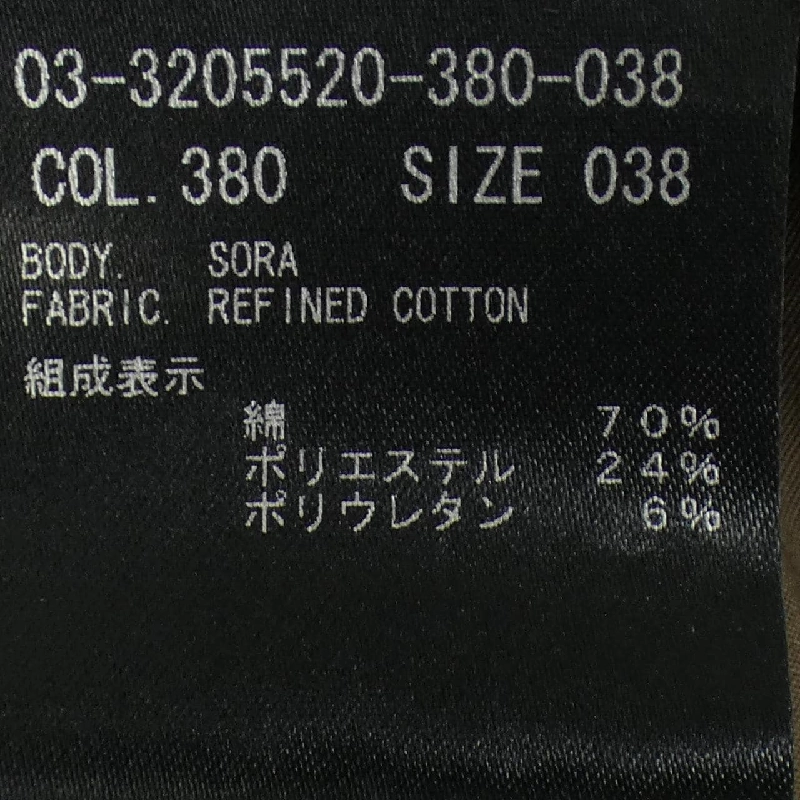 03-3205520-380-038
COL. 380 SIZE 038
BODY. SORA
FABRIC. REFINED COTTON
組成表示
綿 70%
ポリエステル 24%
ポリウレタン 6%